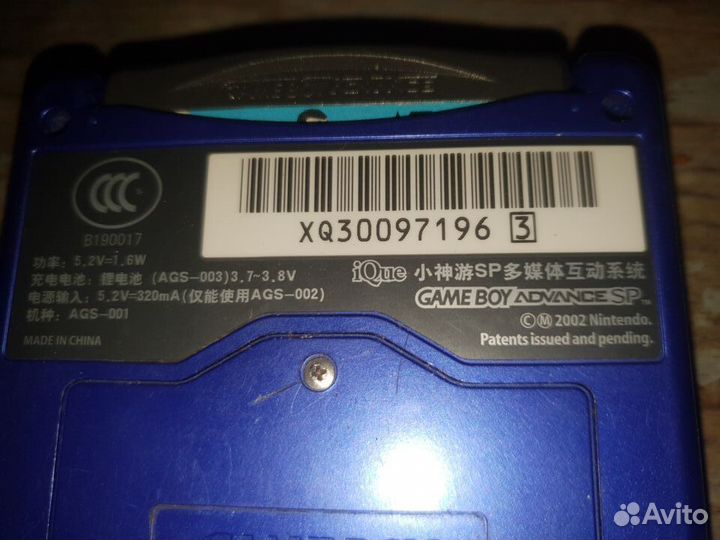 XQ30097196 3
CCC
B190017
功率：5.2V=1.6W
充电电池：锂电池 (AGS-003)3.7~3.8V
电源输入：5.2V=320mA(仅能使用AGS-002)
机种：AGS-001
MADE IN CHINA
iQue 小神游SP多媒体互动系统
GAME BOY ADVANCE SP TM
©Ⓜ 2002 Nintendo.
Patents issued and pending.
Avito